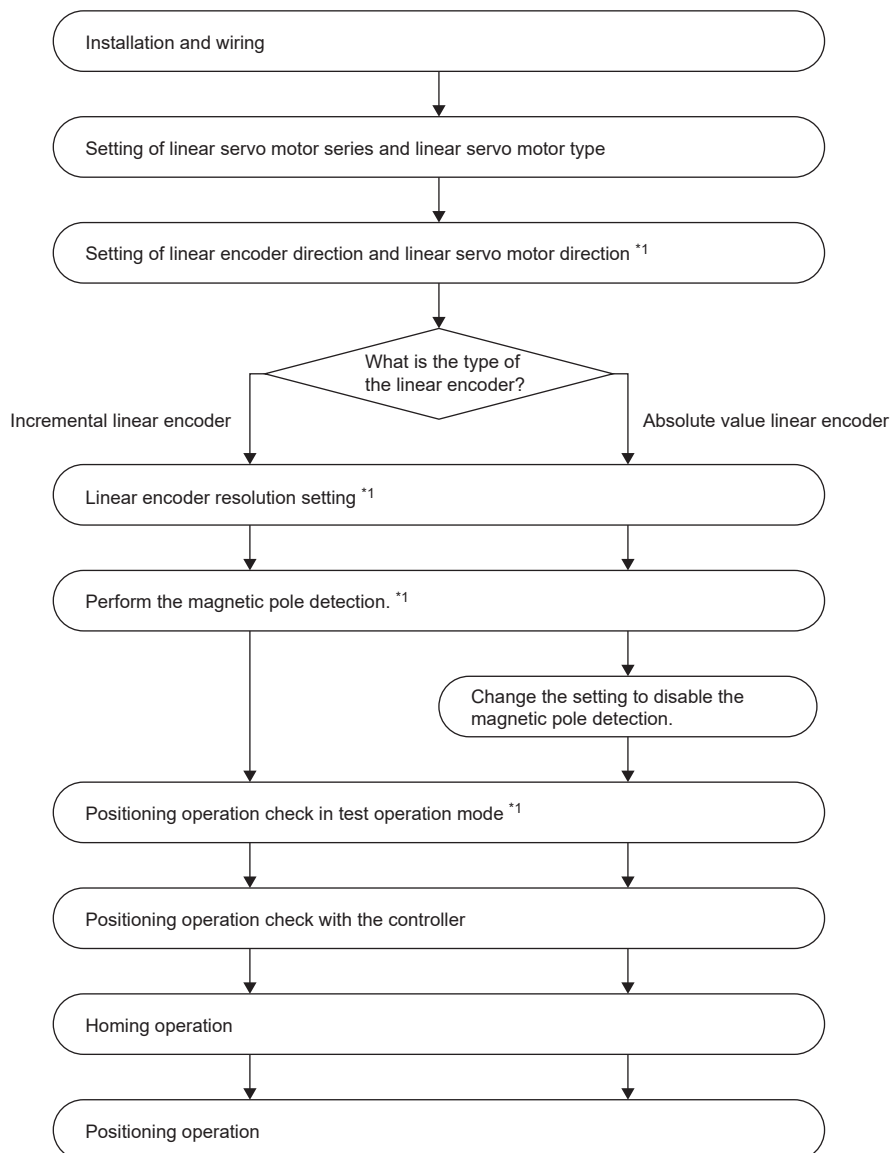 Installation and wiring
Setting of linear servo motor series and linear servo motor type
Setting of linear encoder direction and linear servo motor direction *1
What is the type of
the linear encoder?
Incremental linear encoder
Absolute value linear encoder
Linear encoder resolution setting *1
Perform the magnetic pole detection. *1
Change the setting to disable the
magnetic pole detection.
Positioning operation check in test operation mode *1
Positioning operation check with the controller
Homing operation
Positioning operation